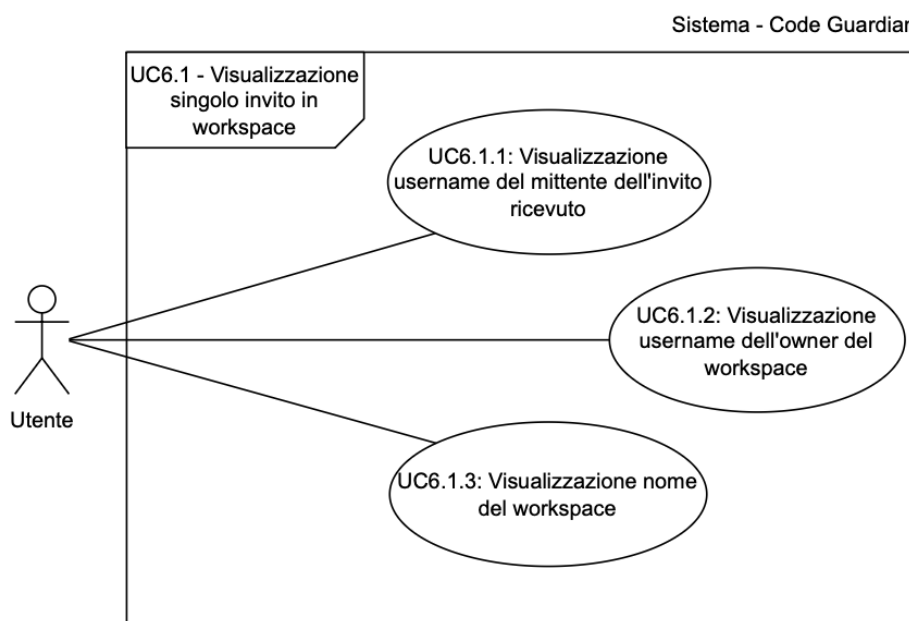 Sistema - Code Guardian
UC6.1 - Visualizzazione
singolo invito in
workspace
UC6.1.1: Visualizzazione
username del mittente dell'invito
ricevuto
UC6.1.2: Visualizzazione
username dell'owner del
workspace
Utente
UC6.1.3: Visualizzazione nome
del workspace